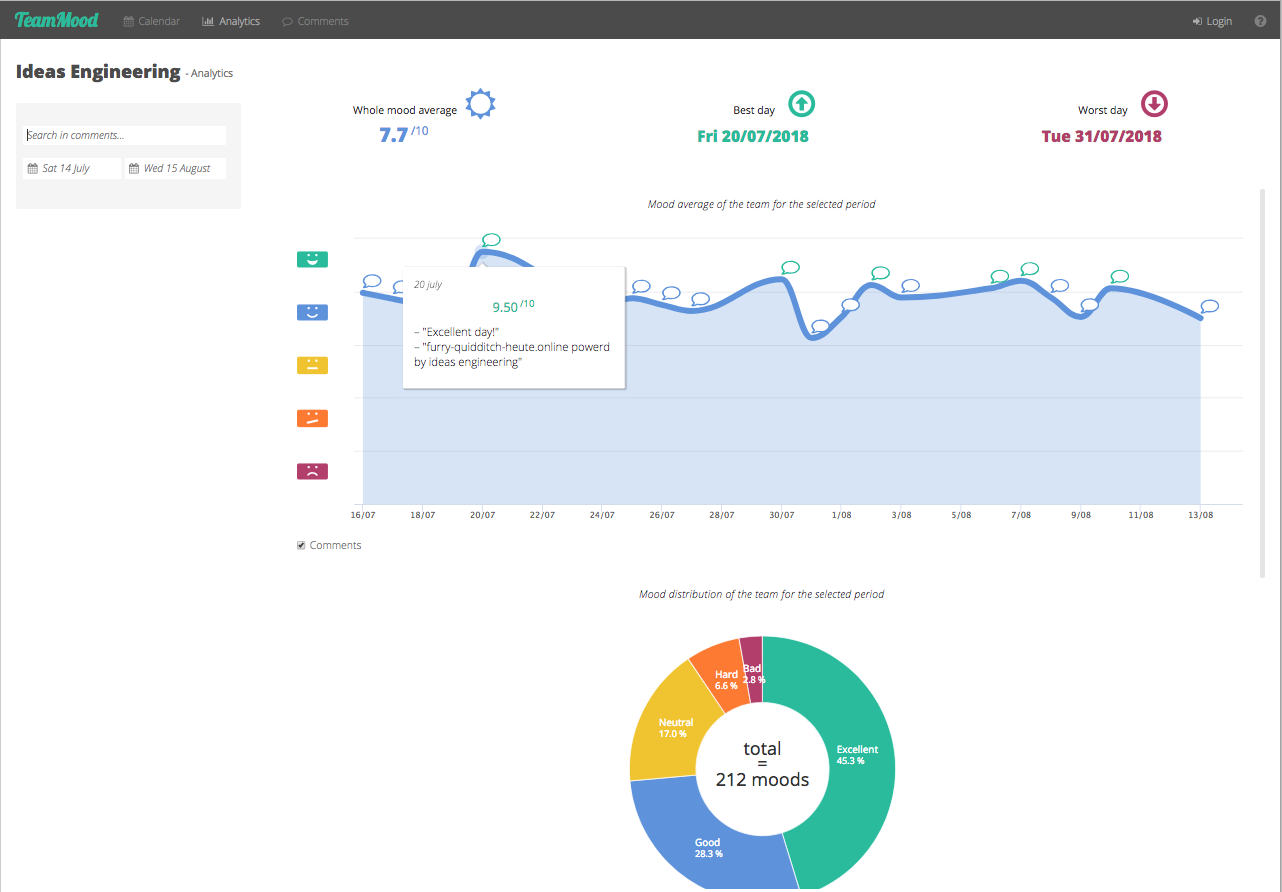 TeamMood Calendar Analytics Comments Login ?
Ideas Engineering - Analytics
Search in comments...
Sat 14 July Wed 15 August
Whole mood average
7.7 /10
Best day
Fri 20/07/2018
Worst day
Tue 31/07/2018
Mood average of the team for the selected period
20 july
9.50 /10
– "Excellent day!"
– "furry-quidditch-heute.online powerd
by ideas engineering"
16/07 18/07 20/07 22/07 24/07 26/07 28/07 30/07 1/08 3/08 5/08 7/08 9/08 11/08 13/08
Comments
Mood distribution of the team for the selected period
Bad
2.8 %
Hard
6.6 %
Neutral
17.0 %
Excellent
45.3 %
total
=
212 moods
Good
28.3 %